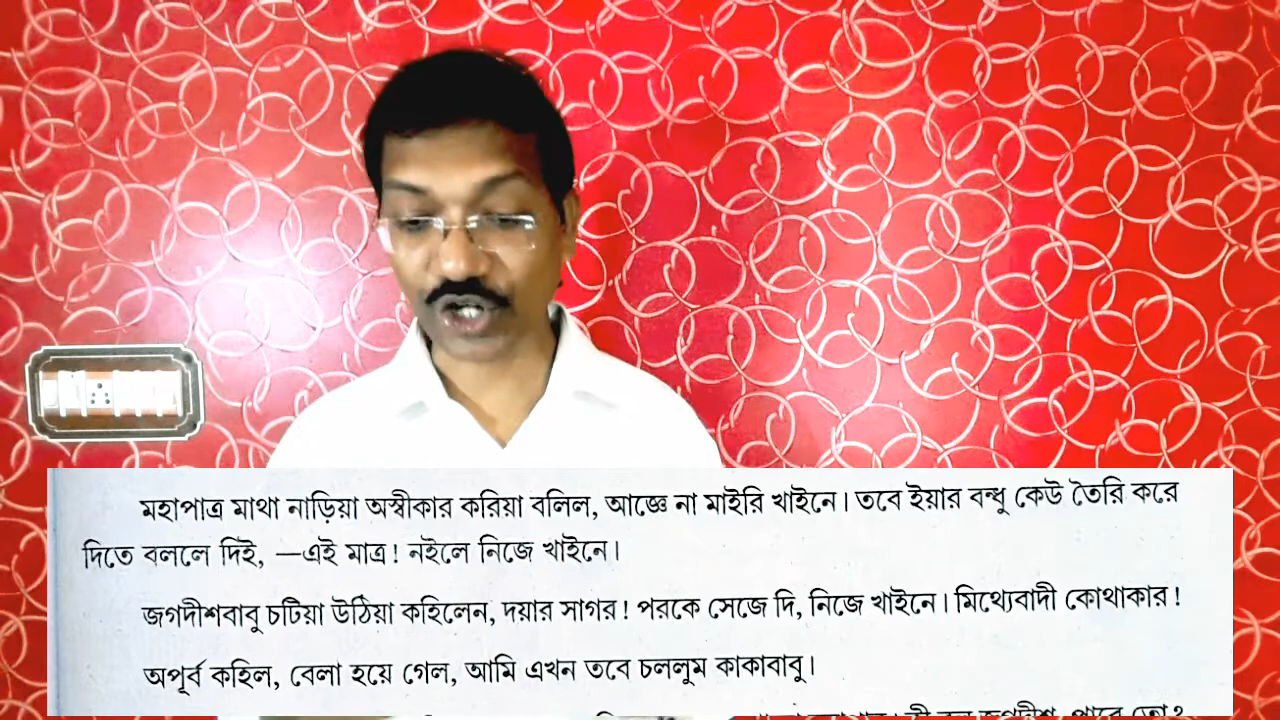 মহাপাত্র মাথা নাড়িয়া অস্বীকার করিয়া বলিল, আজ্ঞে না মাইরি খাইনে। তবে ইয়ার বন্ধু কেউ তৈরি করে
দিতে বললে দিই, —এই মাত্র! নইলে নিজে খাইনে।
জগদীশবাবু চটিয়া উঠিয়া কহিলেন, দয়ার সাগর! পরকে সেজে দি, নিজে খাইনে। মিথ্যেবাদী কোথাকার!
অপূর্ব কহিল, বেলা হয়ে গেল, আমি এখন তবে চললুম কাকাবাবু।